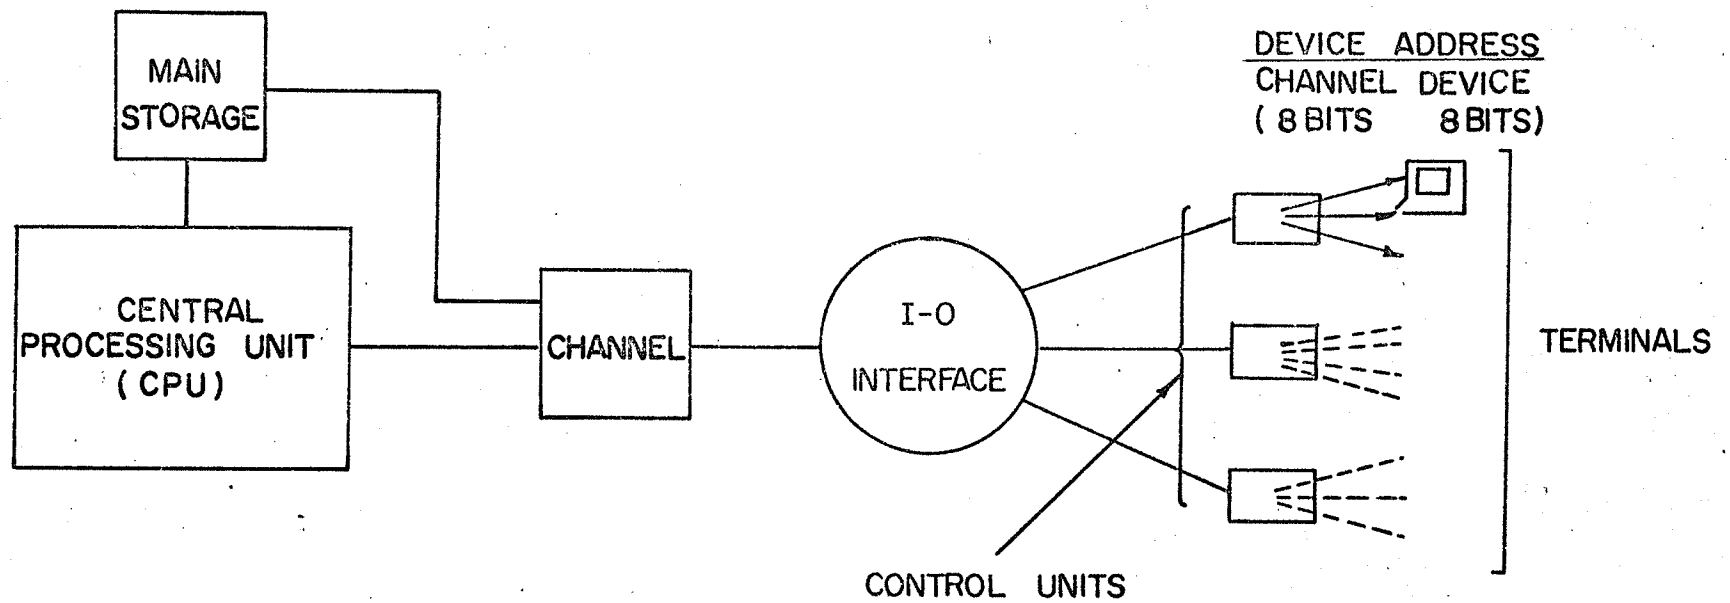 MAIN
STORAGE
CENTRAL
PROCESSING UNIT
(CPU)
CHANNEL
I-O
INTERFACE
CONTROL UNITS
DEVICE ADDRESS
CHANNEL DEVICE
(8 BITS 8 BITS)
TERMINALS